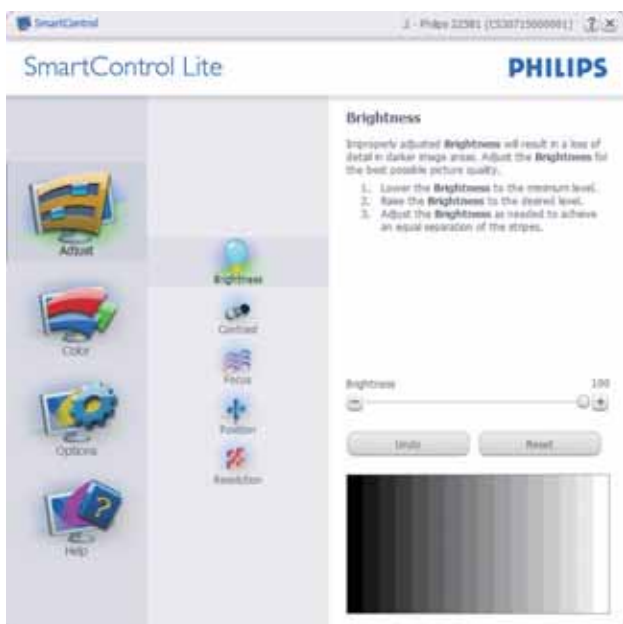 SmartControl
SmartControl Lite
PHILIPS
Adjust
Color
Options
Help
Brightness
Contrast
Focus
Position
Resolution
Brightness
Improperly adjusted Brightness will result in a loss of
detail in darker image areas. Adjust the Brightness for
the best possible picture quality.
1. Lower the Brightness to the minimum level.
2. Raise the Brightness to the desired level.
3. Adjust the Brightness as needed to achieve
an equal separation of the stripes.
Brightness 100
Undo Reset